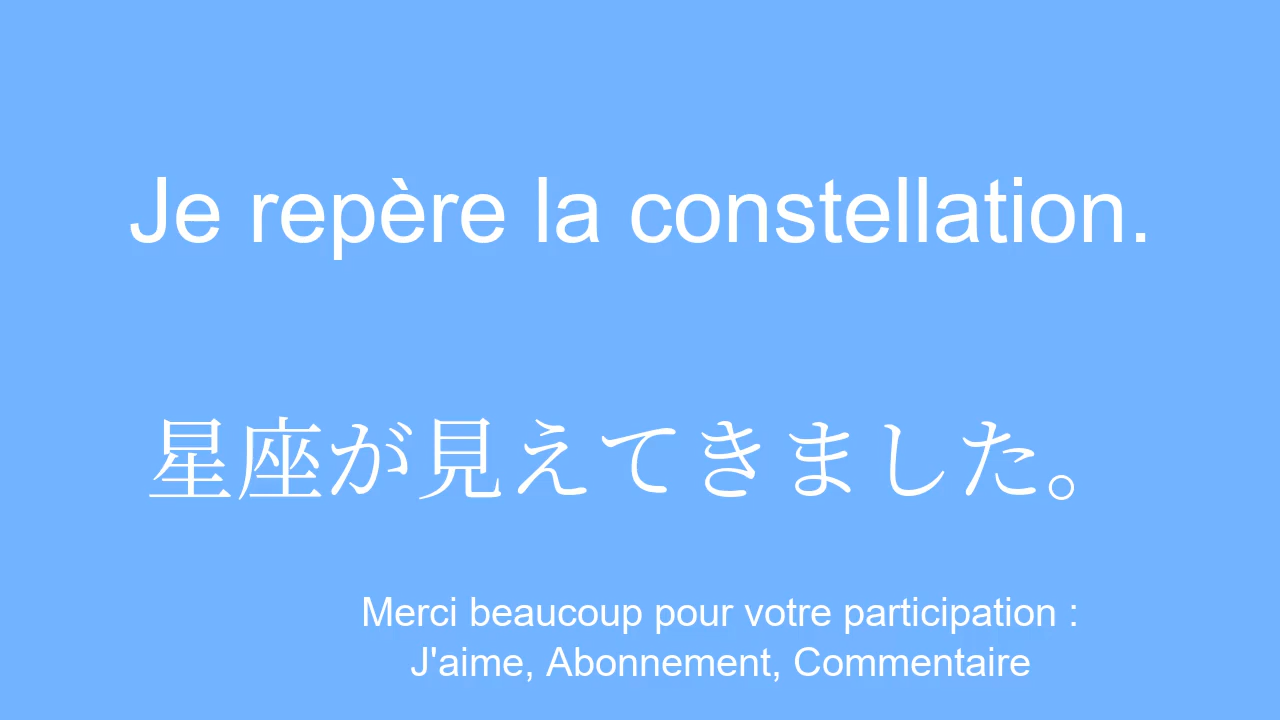 Je repère la constellation.
星座が見えてきました。
Merci beaucoup pour votre participation :
J'aime, Abonnement, Commentaire